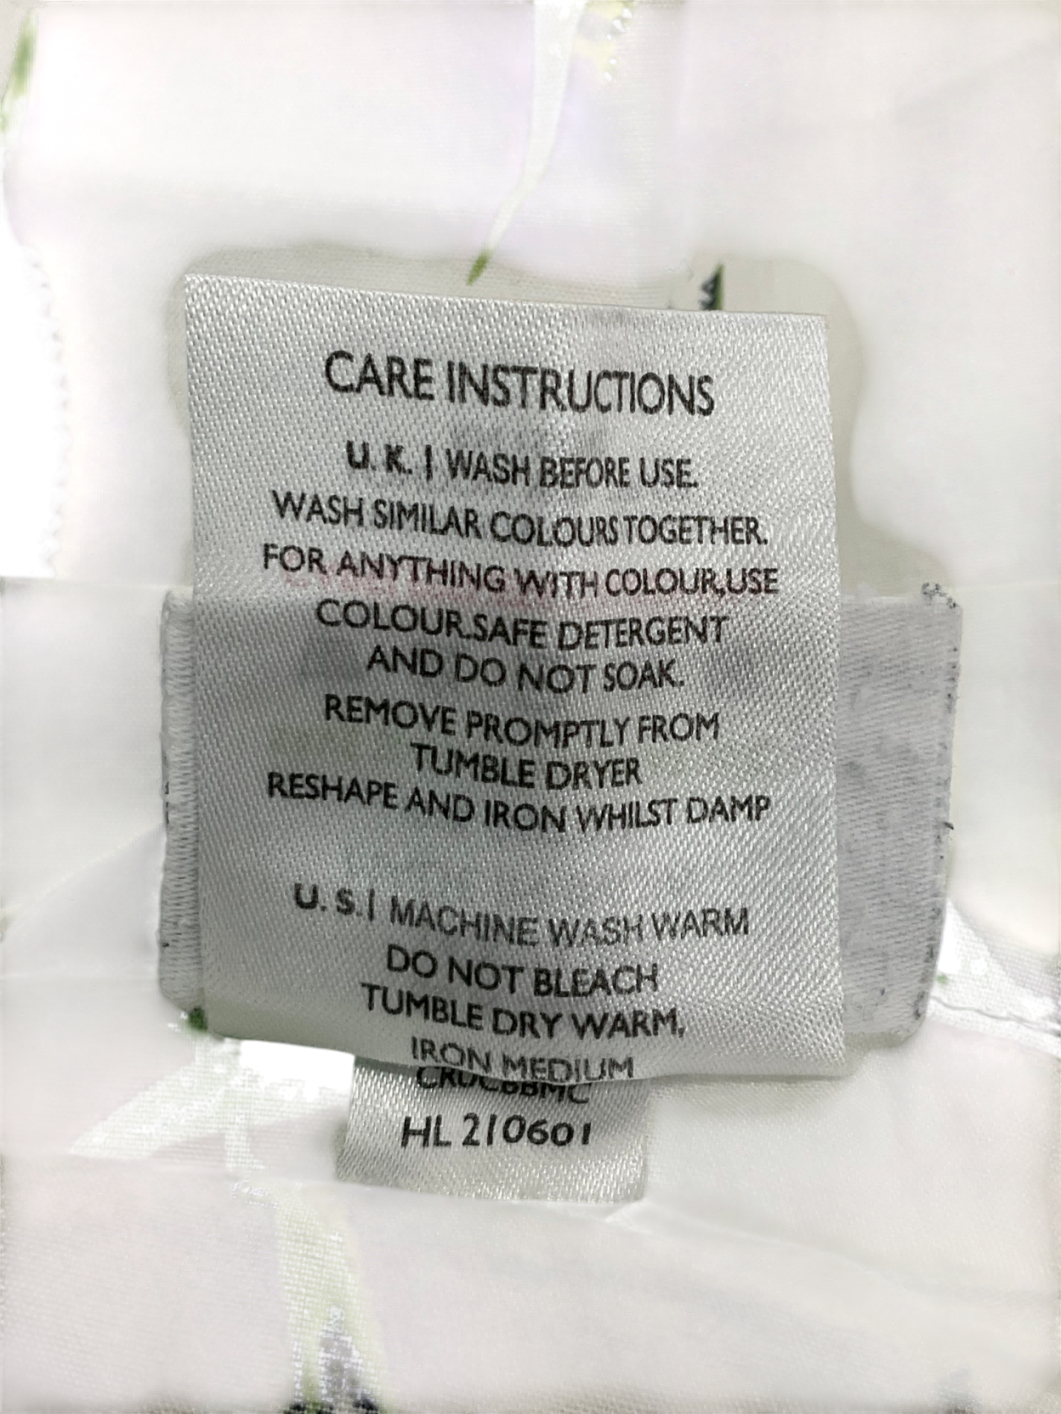 CARE INSTRUCTIONS
U. K. | WASH BEFORE USE.
WASH SIMILAR COLOURS TOGETHER.
FOR ANYTHING WITH COLOUR,USE
COLOUR.SAFE DETERGENT
AND DO NOT SOAK.
REMOVE PROMPTLY FROM
TUMBLE DRYER
RESHAPE AND IRON WHILST DAMP
U. S. | MACHINE WASH WARM
DO NOT BLEACH
TUMBLE DRY WARM,
IRON MEDIUM
HL 210601